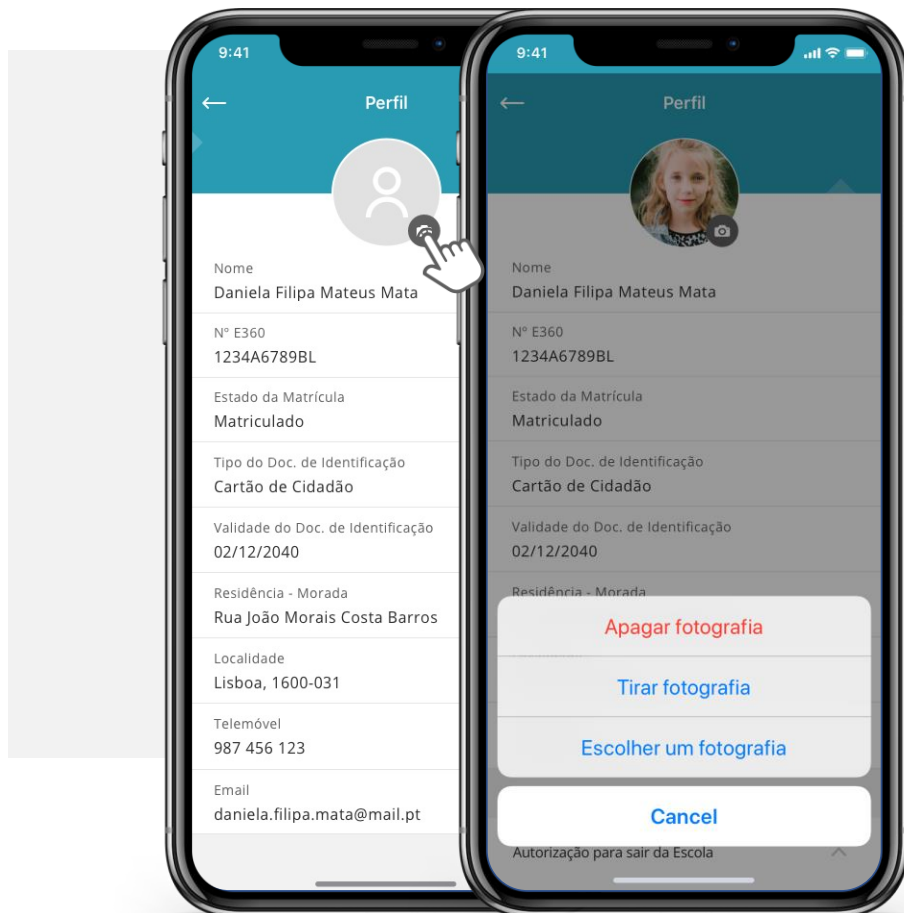 9:41
Perfil
Nome
Daniela Filipa Mateus Mata
Nº E360
1234A6789BL
Estado da Matrícula
Matriculado
Tipo do Doc. de Identificação
Cartão de Cidadão
Validade do Doc. de Identificação
02/12/2040
Residência - Morada
Rua João Morais Costa Barros
Localidade
Lisboa, 1600-031
Telemóvel
987 456 123
Email
daniela.filipa.mata@mail.pt
9:41
Perfil
Nome
Daniela Filipa Mateus Mata
Nº E360
1234A6789BL
Estado da Matrícula
Matriculado
Tipo do Doc. de Identificação
Cartão de Cidadão
Validade do Doc. de Identificação
02/12/2040
Residência - Morada
Apagar fotografia
Tirar fotografia
Escolher um fotografia
Cancel
Autorização para sair da Escola